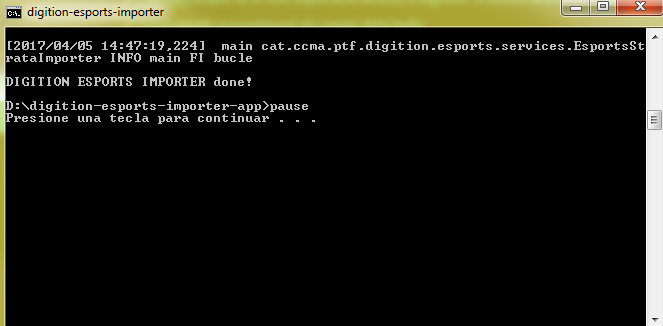 digition-esports-importer
[2017/04/05 14:47:19,224]  main cat.ccma.ptf.digition.esports.services.EsportsSt
rataImporter INFO main FI bucle
DIGITION ESPORTS IMPORTER done!
D:\digition-esports-importer-app>pause
Presione una tecla para continuar . . .